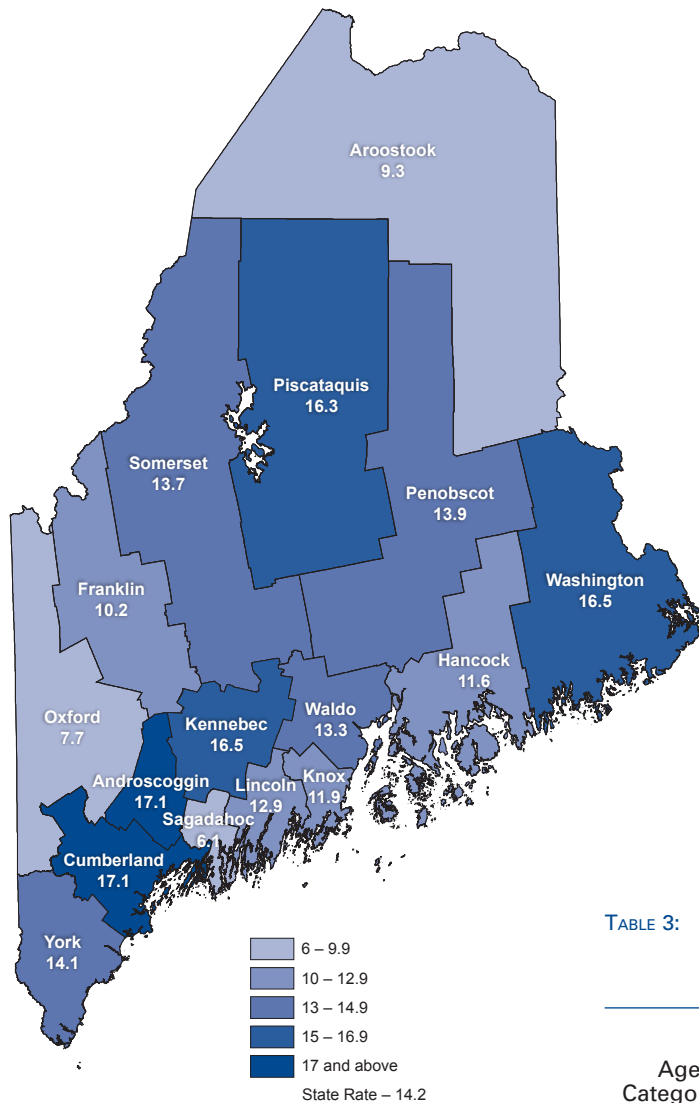 Aroostook
9.3
Piscataquis
16.3
Somerset
13.7
Penobscot
13.9
Washington
16.5
Franklin
10.2
Hancock
11.6
Oxford
7.7
Kennebec
16.5
Waldo
13.3
Androscoggin
17.1
Lincoln
12.9
Knox
11.9
Sagadahoc
6.1
Cumberland
17.1
York
14.1
6 – 9.9
10 – 12.9
13 – 14.9
15 – 16.9
17 and above
State Rate – 14.2
TABLE 3:
Age
Catego